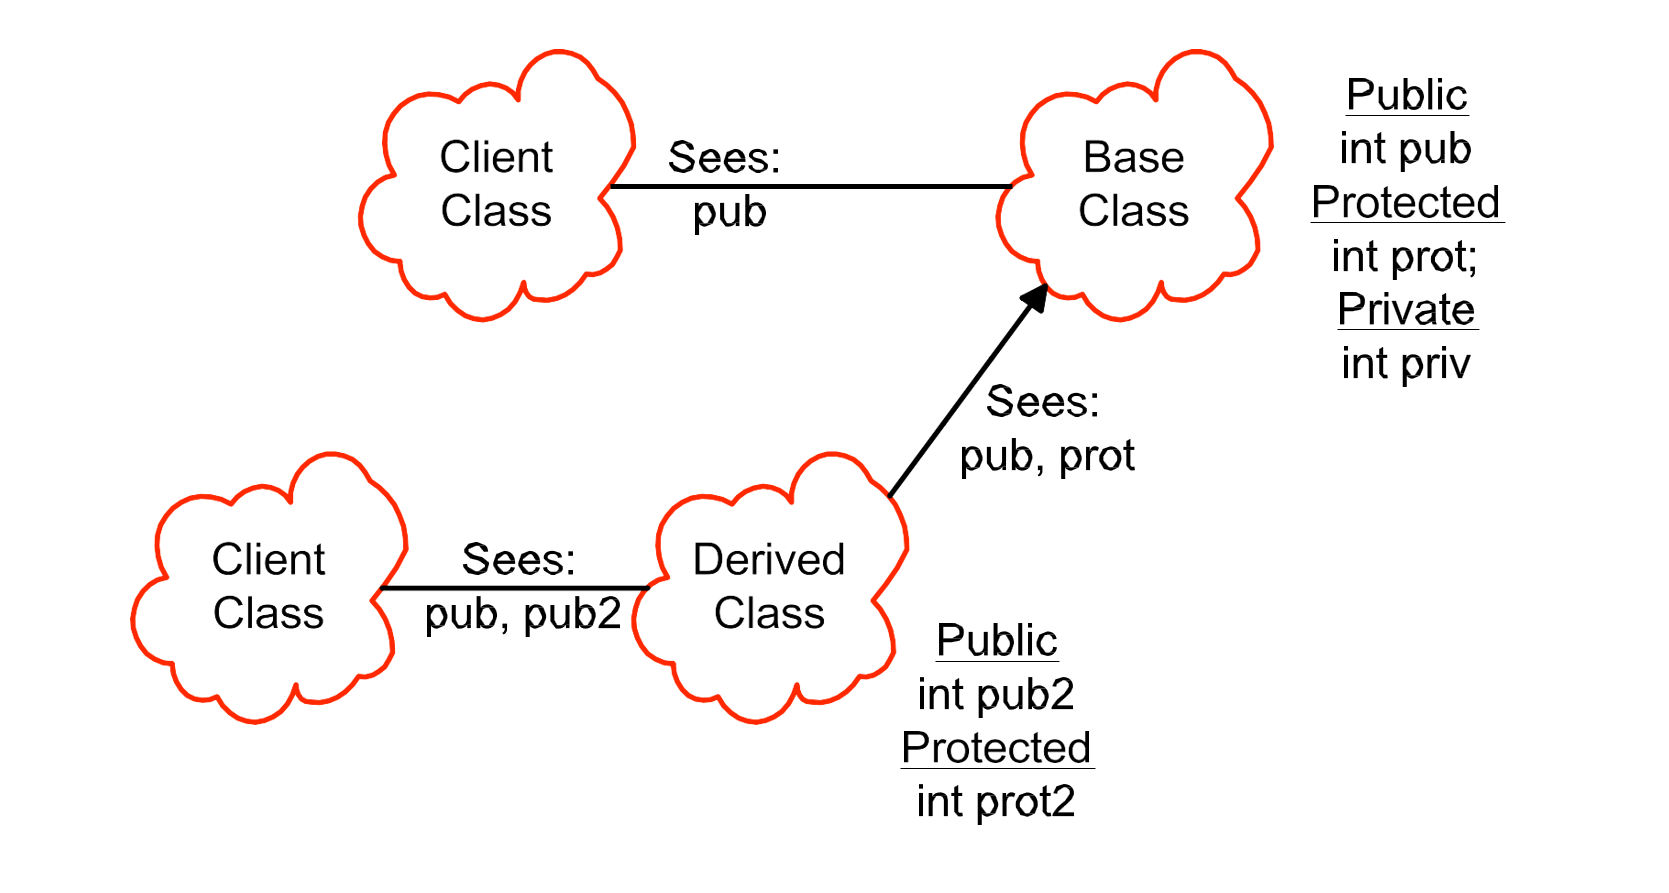 Client
Class
Sees:
pub
Base
Class
Public
int pub
Protected
int prot;
Private
int priv
Sees:
pub, prot
Client
Class
Sees:
pub, pub2
Derived
Class
Public
int pub2
Protected
int prot2